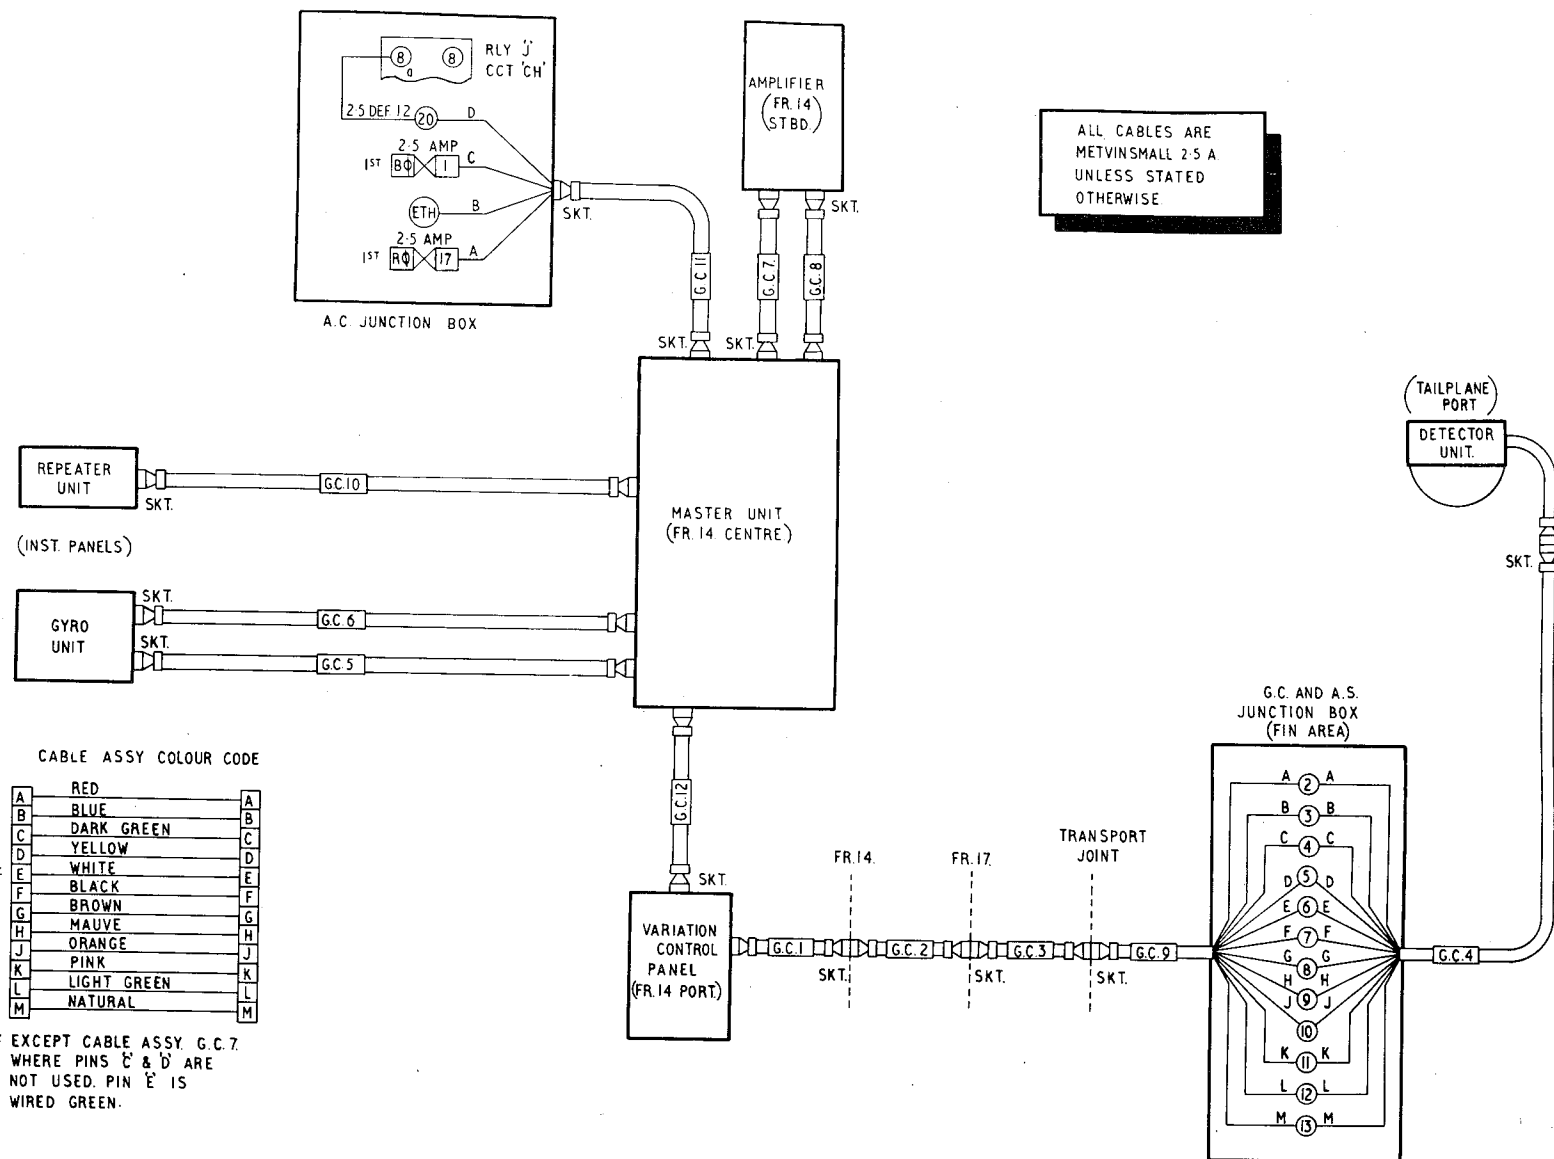 RLY 'J'
CCT 'CH'
8
8
a
2·5 DEF 12
20
D
2·5 AMP
1ST
BΦ
1
C
ETH
B
2·5 AMP
1ST
RΦ
17
A
SKT.
A.C. JUNCTION BOX
AMPLIFIER
(FR.14)
STBD.
SKT.
G.C 11
G.C.7.
G.C.8
SKT.
SKT.
ALL CABLES ARE
METVINSMALL 2·5 A.
UNLESS STATED
OTHERWISE.
(TAILPLANE)
PORT
DETECTOR
UNIT.
SKT.
REPEATER
UNIT
SKT.
G.C.10
(INST. PANELS)
MASTER UNIT
(FR.14. CENTRE)
GYRO
UNIT
SKT.
SKT.
G.C.6
G.C.5
G.C.12
SKT.
VARIATION
CONTROL
PANEL
(FR.14 PORT.)
G.C.1
SKT.
FR.14.
G.C.2
SKT.
FR.17.
G.C.3
SKT.
TRANSPORT
JOINT
G.C.9
G.C. AND A.S.
JUNCTION BOX
(FIN AREA)
A 2 A
B 3 B
C 4 C
D 5 D
E 6 E
F 7 F
G 8 G
H 9 H
J 10 J
K 11 K
L 12 L
M 13 M
G.C.4
CABLE ASSY COLOUR CODE
A RED A
B BLUE B
C DARK GREEN C
D YELLOW D
E WHITE E
F BLACK F
G BROWN G
H MAUVE H
J ORANGE J
K PINK K
L LIGHT GREEN L
M NATURAL M
EXCEPT CABLE ASSY. G.C.7.
WHERE PINS 'C' & 'D' ARE
NOT USED. PIN 'E' IS
WIRED GREEN.